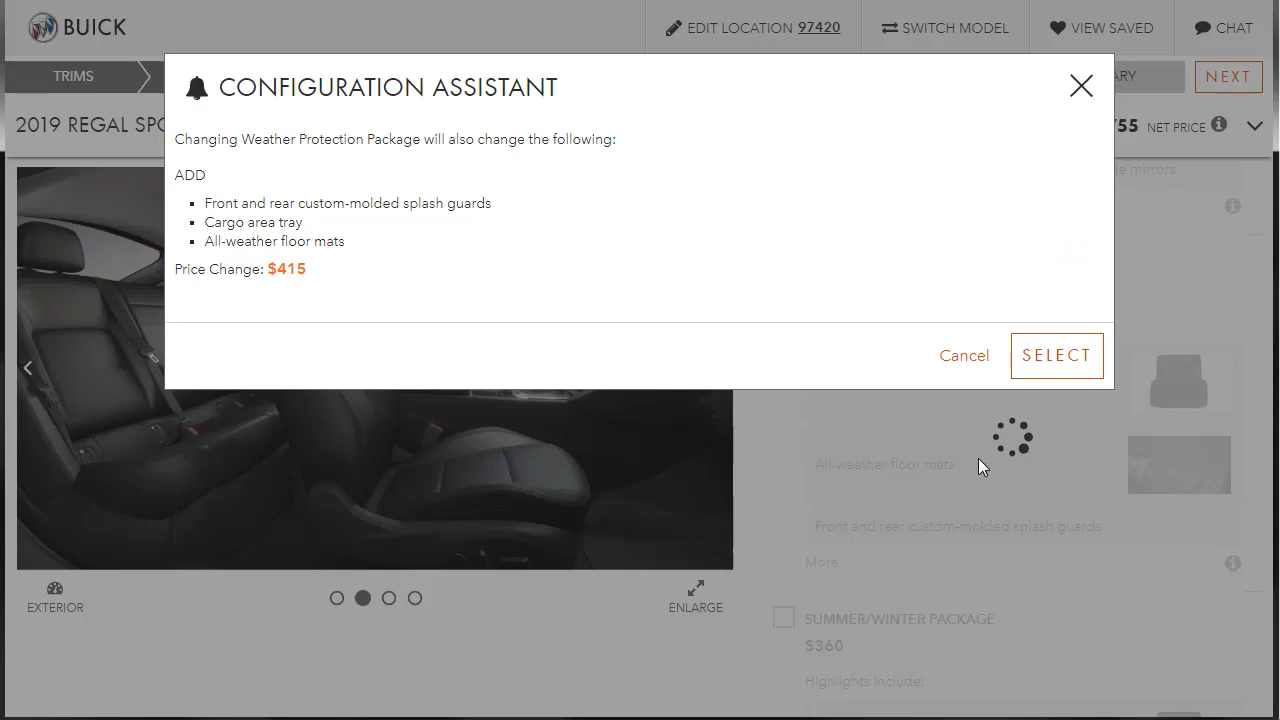 BUICK
EDIT LOCATION 97420
SWITCH MODEL
VIEW SAVED
CHAT
TRIMS
NEXT
2019 REGAL
NET PRICE
CONFIGURATION ASSISTANT
Changing Weather Protection Package will also change the following:
ADD
Front and rear custom-molded splash guards
Cargo area tray
All-weather floor mats
Price Change: $415
Cancel
SELECT
mirrors
All-weather floor mats
Front and rear custom-molded splash guards
More
EXTERIOR
ENLARGE
SUMMER/WINTER PACKAGE
$360
Highlights Include: